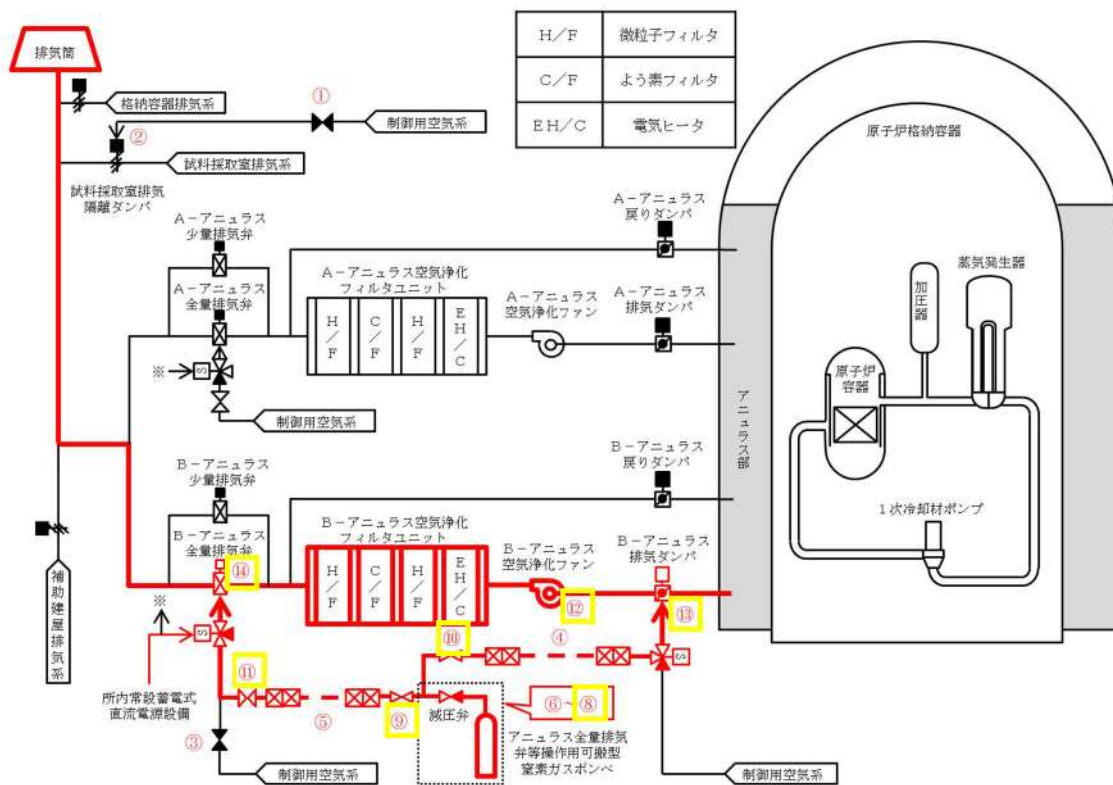 排気筒
格納容器排気系
①
制御用空気系
②
試料採取室排気系
試料採取室排気
隔離ダンパ
H/F
微粒子フィルタ
C/F
よう素フィルタ
EH/C
電気ヒータ
原子炉格納容器
A-アニュラス
少量排気弁
A-アニュラス
戻りダンパ
A-アニュラス
全量排気弁
A-アニュラス空気浄化
フィルタユニット
A-アニュラス
空気浄化ファン
A-アニュラス
排気ダンパ
H/F
C/F
H/F
EH/C
※
S
制御用空気系
加圧器
蒸気発生器
原子炉
容器
アニュラス部
1次冷却材ポンプ
B-アニュラス
少量排気弁
B-アニュラス
戻りダンパ
B-アニュラス
全量排気弁
B-アニュラス空気浄化
フィルタユニット
B-アニュラス
空気浄化ファン
B-アニュラス
排気ダンパ
⑭
H/F
C/F
H/F
EH/C
⑫
⑬
補助建屋排気系
※
S
⑩
④
S
所内常設蓄電式
直流電源設備
⑪
⑤
⑨
減圧弁
⑥~⑧
③
アニュラス全量排気
弁等操作用可搬型
窒素ガスボンベ
制御用空気系
制御用空気系